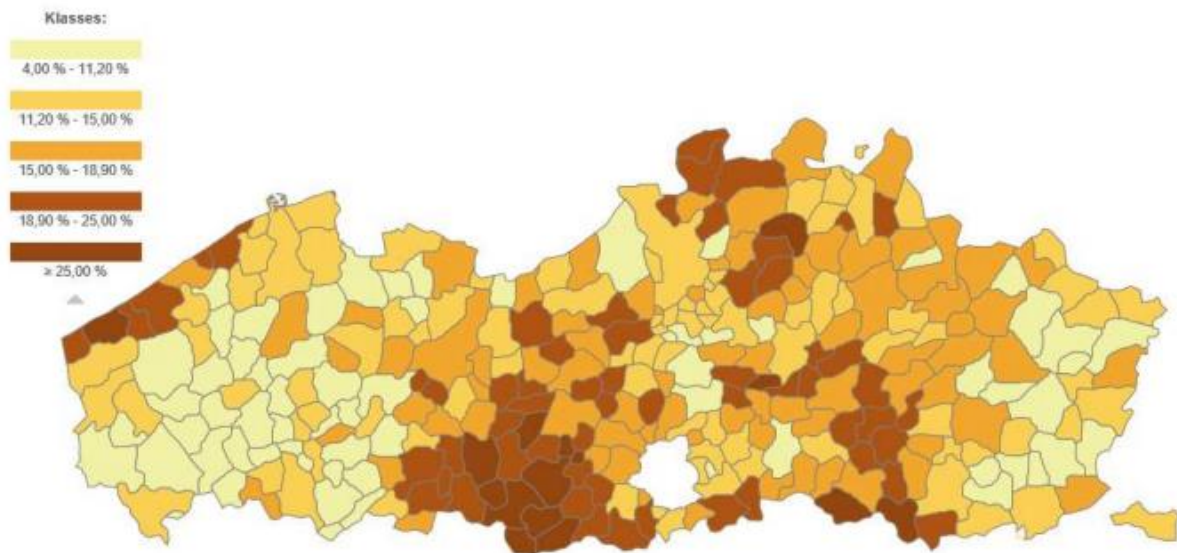 Klasses:
4,00 % - 11,20 %
11,20 % - 15,00 %
15,00 % - 18,90 %
18,90 % - 25,00 %
≥ 25,00 %